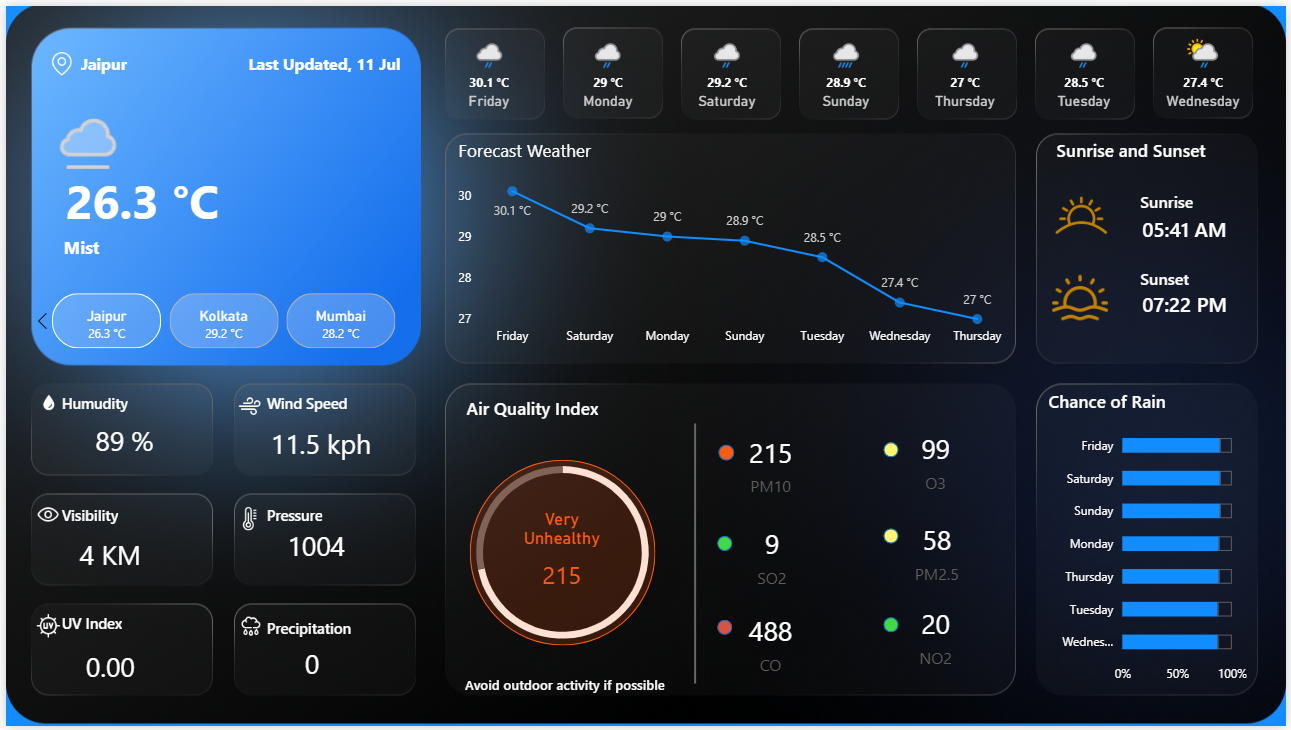 Jaipur
Last Updated, 11 Jul
26.3 °C
Mist
Jaipur
26.3 °C
Kolkata
29.2 °C
Mumbai
28.2 °C
30.1 °C
Friday
29 °C
Monday
29.2 °C
Saturday
28.9 °C
Sunday
27 °C
Thursday
28.5 °C
Tuesday
27.4 °C
Wednesday
Forecast Weather
30
29
28
27
30.1 °C
29.2 °C
29 °C
28.9 °C
28.5 °C
27.4 °C
27 °C
Friday
Saturday
Monday
Sunday
Tuesday
Wednesday
Thursday
Sunrise and Sunset
Sunrise
05:41 AM
Sunset
07:22 PM
Humudity
89 %
Wind Speed
11.5 kph
Visibility
4 KM
Pressure
1004
UV
UV Index
0.00
Precipitation
0
Air Quality Index
Very
Unhealthy
215
Avoid outdoor activity if possible
215
PM10
99
O3
9
SO2
58
PM2.5
488
CO
20
NO2
Chance of Rain
Friday
Saturday
Sunday
Monday
Thursday
Tuesday
Wednes...
0%
50%
100%